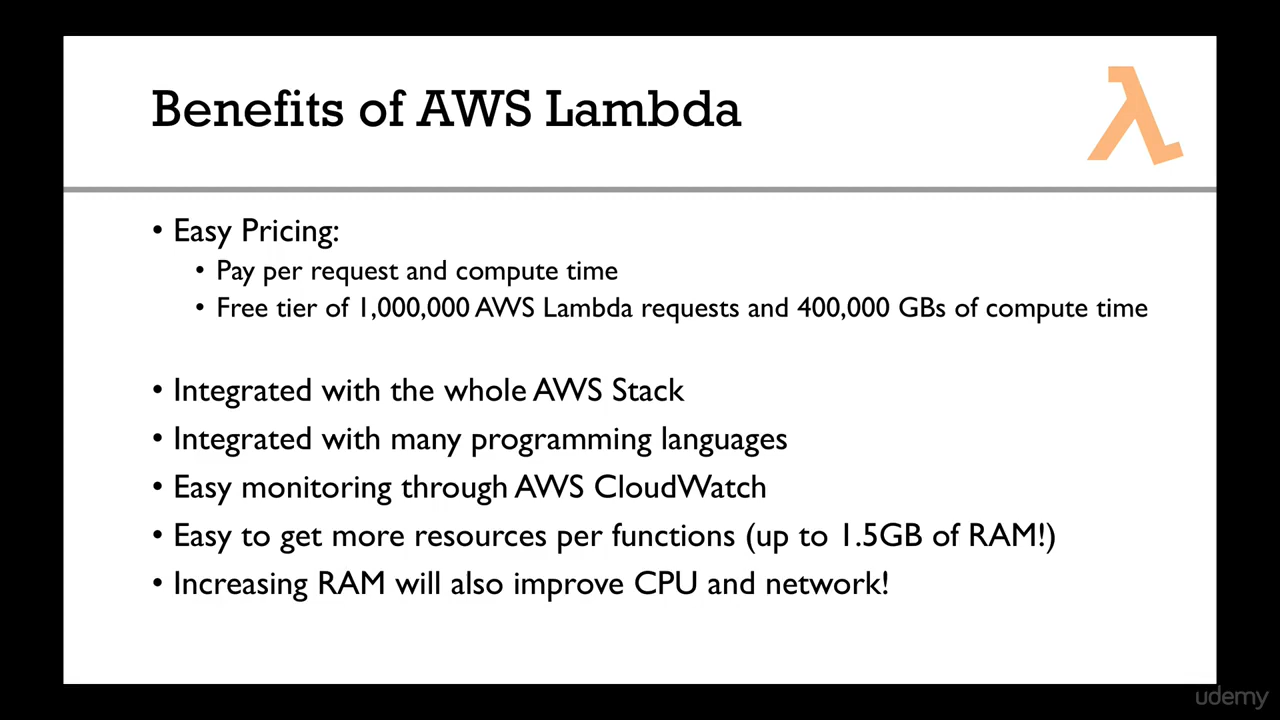 Benefits of AWS Lambda
λ
• Easy Pricing:
• Pay per request and compute time
• Free tier of 1,000,000 AWS Lambda requests and 400,000 GBs of compute time
• Integrated with the whole AWS Stack
• Integrated with many programming languages
• Easy monitoring through AWS CloudWatch
• Easy to get more resources per functions (up to 1.5GB of RAM!)
• Increasing RAM will also improve CPU and network!
udemy